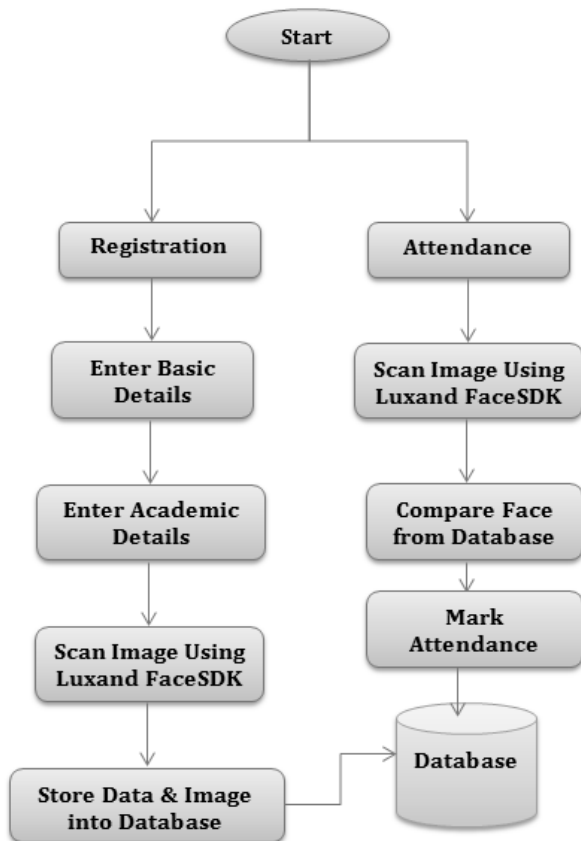 Start
Registration
Enter Basic
Details
Enter Academic
Details
Scan Image Using
Luxand FaceSDK
Store Data & Image
into Database
Attendance
Scan Image Using
Luxand FaceSDK
Compare Face
from Database
Mark
Attendance
Database